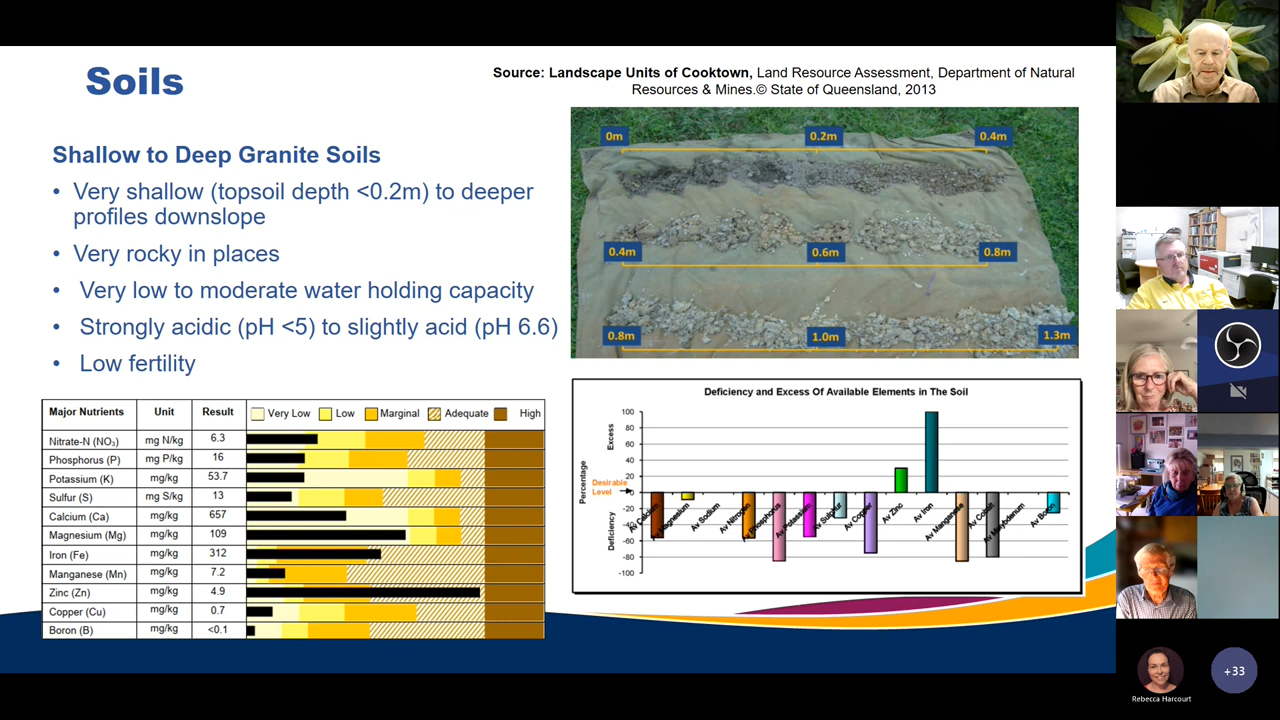 Soils
Source: Landscape Units of Cooktown, Land Resource Assessment, Department of Natural
Resources & Mines.© State of Queensland, 2013
Shallow to Deep Granite Soils
• Very shallow (topsoil depth <0.2m) to deeper
profiles downslope
• Very rocky in places
• Very low to moderate water holding capacity
• Strongly acidic (pH <5) to slightly acid (pH 6.6)
• Low fertility
0m 0.2m 0.4m
0.4m 0.6m 0.8m
0.8m 1.0m 1.3m
Major Nutrients Unit Result Very Low Low Marginal Adequate High
Nitrate-N (NO₃) mg N/kg 6.3
Phosphorus (P) mg P/kg 16
Potassium (K) mg/kg 53.7
Sulfur (S) mg S/kg 13
Calcium (Ca) mg/kg 657
Magnesium (Mg) mg/kg 109
Iron (Fe) mg/kg 312
Manganese (Mn) mg/kg 7.2
Zinc (Zn) mg/kg 4.9
Copper (Cu) mg/kg 0.7
Boron (B) mg/kg <0.1
Deficiency and Excess Of Available Elements in The Soil
Percentage
Excess
Deficiency
Desirable
Level
100
80
60
40
20
0
-20
-40
-60
-80
-100
Av Calcium
Magnesium
Av Sodium
Av Nitrogen
Av Phosphorus
Av Potassium
Av Sulphur
Av Copper
Av Zinc
Av Iron
Av Manganese
Av Cobalt
Av Molybdenum
Av Boron
Rebecca Harcourt
+33